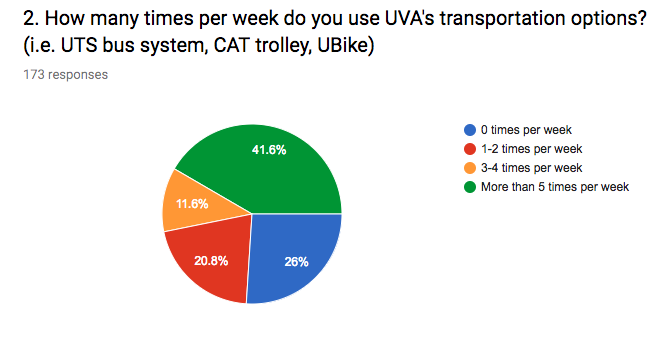 2. How many times per week do you use UVA's transportation options?
(i.e. UTS bus system, CAT trolley, UBike)
173 responses
41.6%
11.6%
20.8%
26%
0 times per week
1-2 times per week
3-4 times per week
More than 5 times per week